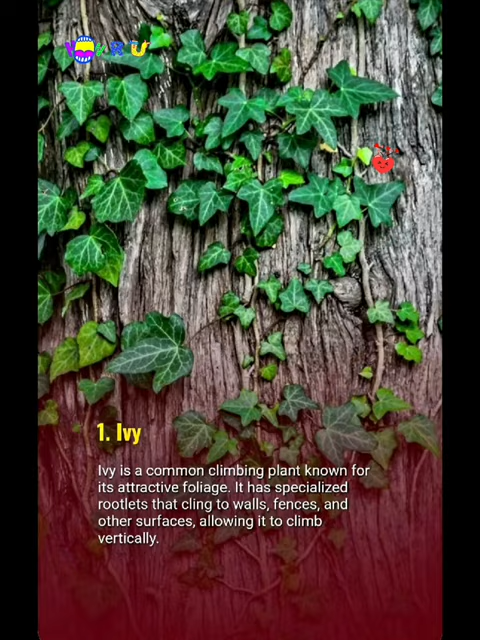 1. Ivy
Ivy is a common climbing plant known for
its attractive foliage. It has specialized
rootlets that cling to walls, fences, and
other surfaces, allowing it to climb
vertically.